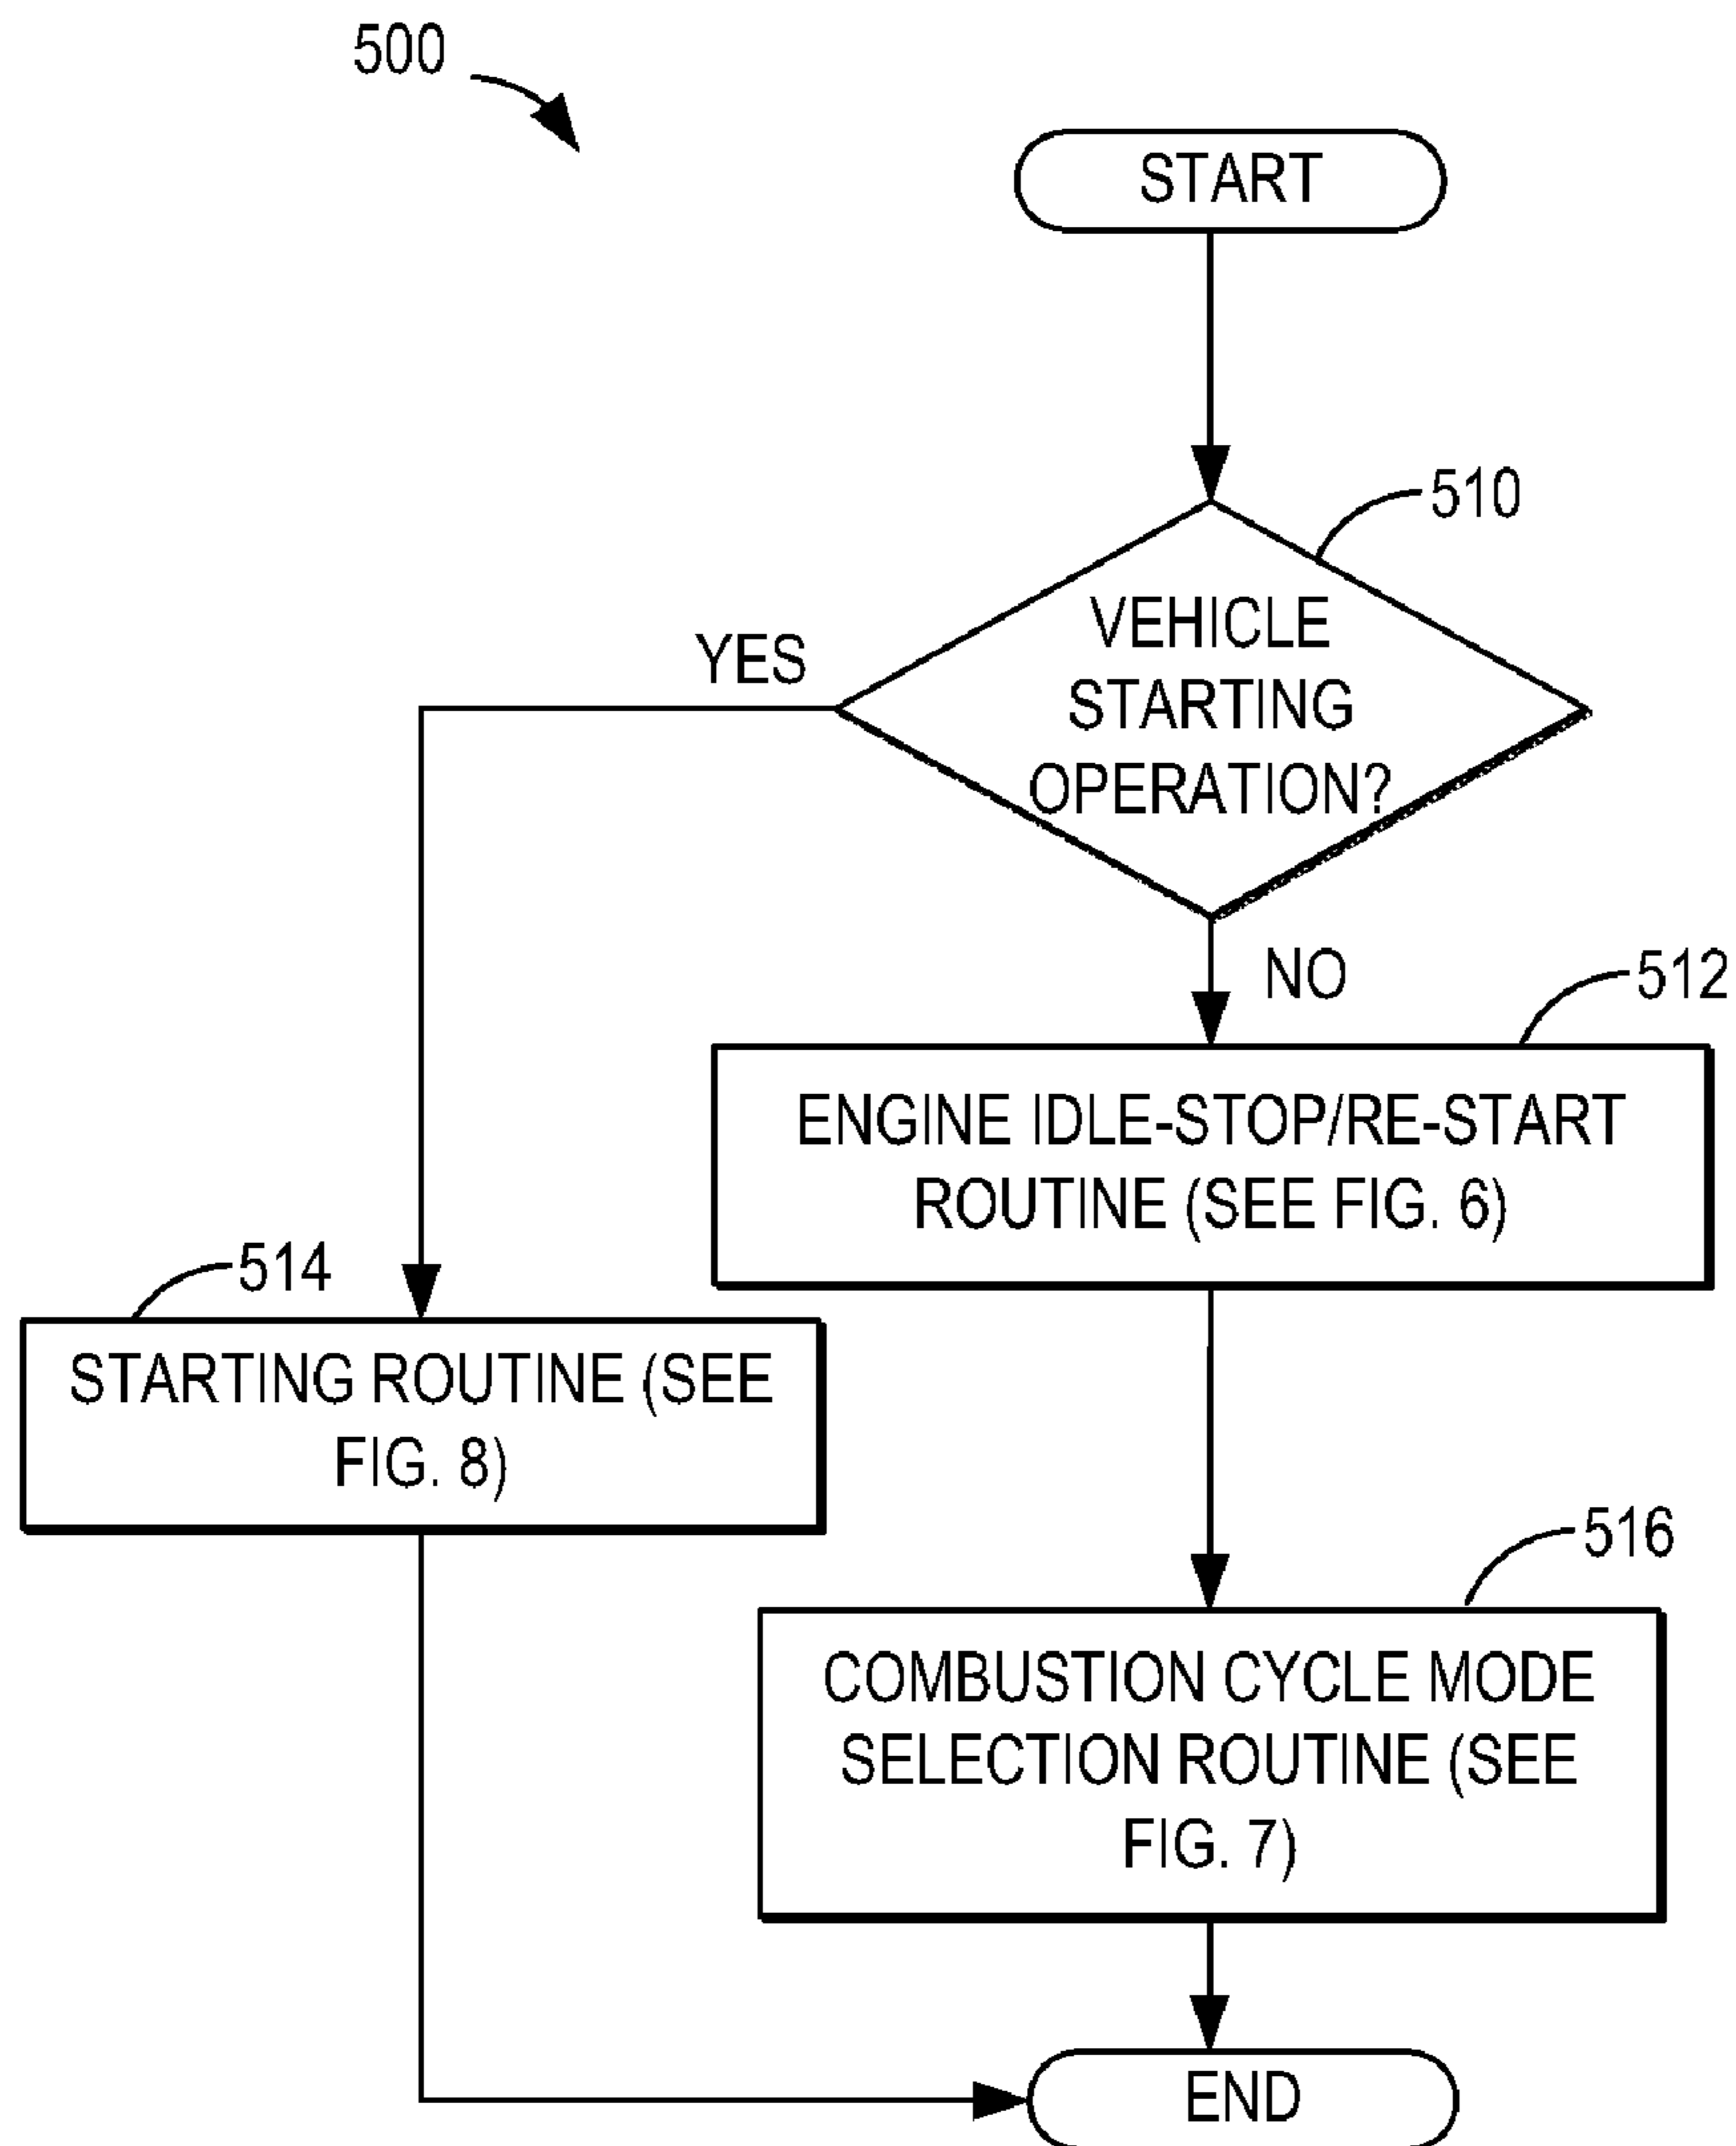 500
START
510
VEHICLE
STARTING
OPERATION?
YES
NO
512
ENGINE IDLE-STOP/RE-START
ROUTINE (SEE FIG. 6)
514
STARTING ROUTINE (SEE
FIG. 8)
516
COMBUSTION CYCLE MODE
SELECTION ROUTINE (SEE
FIG. 7)
END